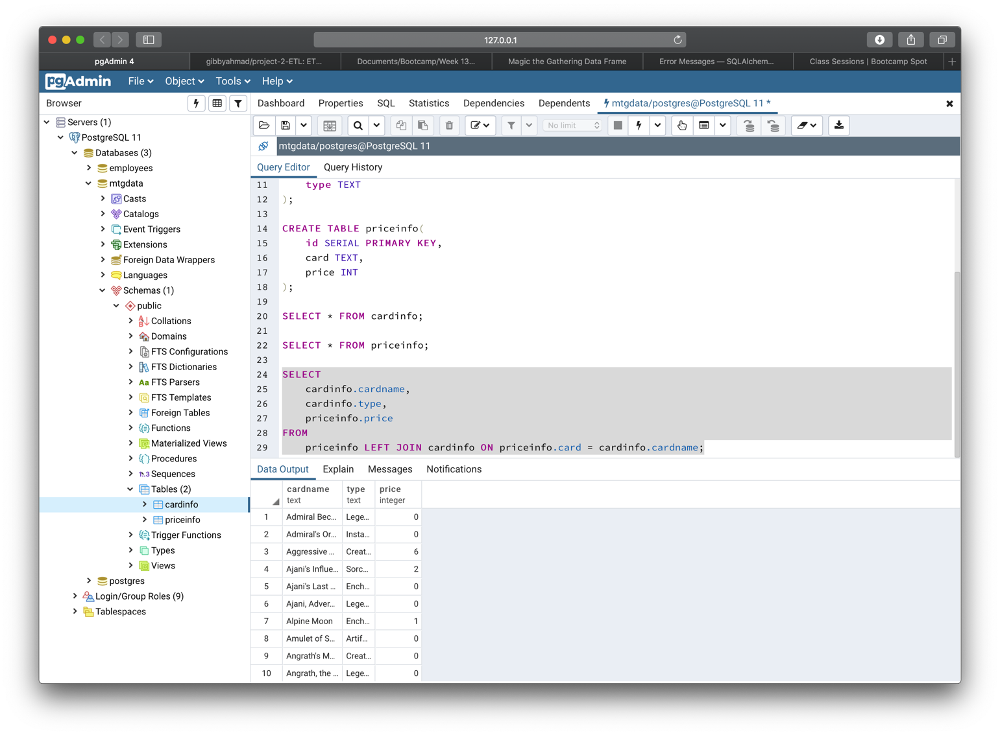 127.0.0.1
pgAdmin 4
gibbyahmad/project-2-ETL: ET...
Documents/Bootcamp/Week 13...
Magic the Gathering Data Frame
Error Messages — SQLAlchem...
Class Sessions | Bootcamp Spot
pgAdmin
File
Object
Tools
Help
Browser
Dashboard
Properties
SQL
Statistics
Dependencies
Dependents
mtgdata/postgres@PostgreSQL 11 *
No limit
mtgdata/postgres@PostgreSQL 11
Query Editor
Query History
Servers (1)
PostgreSQL 11
Databases (3)
employees
mtgdata
Casts
Catalogs
Event Triggers
Extensions
Foreign Data Wrappers
Languages
Schemas (1)
public
Collations
Domains
FTS Configurations
FTS Dictionaries
Aa FTS Parsers
FTS Templates
Foreign Tables
Functions
Materialized Views
Procedures
1..3 Sequences
Tables (2)
cardinfo
priceinfo
Trigger Functions
Types
Views
postgres
Login/Group Roles (9)
Tablespaces
11 type TEXT
12 );
13
14 CREATE TABLE priceinfo(
15 id SERIAL PRIMARY KEY,
16 card TEXT,
17 price INT
18 );
19
20 SELECT * FROM cardinfo;
21
22 SELECT * FROM priceinfo;
23
24 SELECT
25 cardinfo.cardname,
26 cardinfo.type,
27 priceinfo.price
28 FROM
29 priceinfo LEFT JOIN cardinfo ON priceinfo.card = cardinfo.cardname;
Data Output
Explain
Messages
Notifications
cardname type price
text text integer
1 Admiral Bec... Lege... 0
2 Admiral's Or... Insta... 0
3 Aggressive ... Creat... 6
4 Ajani's Influe... Sorc... 2
5 Ajani's Last ... Ench... 0
6 Ajani, Adver... Lege... 0
7 Alpine Moon Ench... 1
8 Amulet of S... Artif... 0
9 Angrath's M... Creat... 0
10 Angrath, the ... Lege... 0